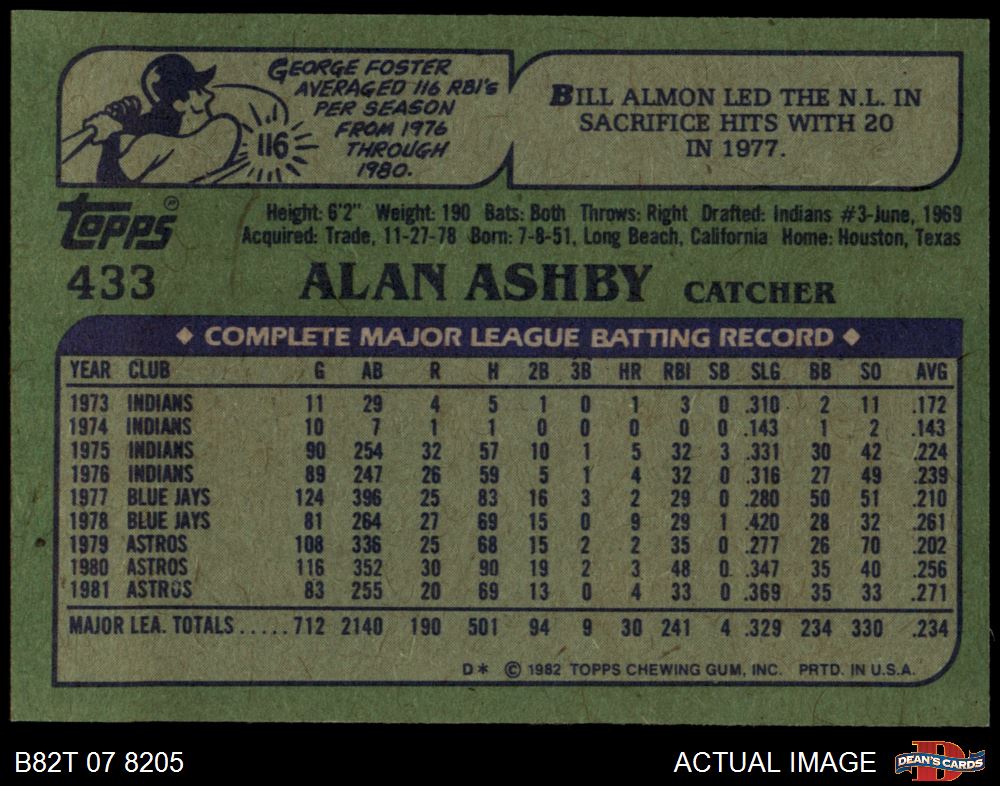 GEORGE FOSTER
AVERAGED 116 RBI's
PER SEASON
FROM 1976
THROUGH
1980.
116
BILL ALMON LED THE N.L. IN
SACRIFICE HITS WITH 20
IN 1977.
TOPPS®
Height: 6'2" Weight: 190 Bats: Both Throws: Right Drafted: Indians #3-June, 1969
Acquired: Trade, 11-27-78 Born: 7-8-51, Long Beach, California Home: Houston, Texas
433 ALAN ASHBY CATCHER
◆ COMPLETE MAJOR LEAGUE BATTING RECORD ◆
YEAR CLUB G AB R H 2B 3B HR RBI SB SLG BB SO AVG
1973 INDIANS 11 29 4 5 1 0 1 3 0 .310 2 11 .172
1974 INDIANS 10 7 1 1 0 0 0 0 0 .143 1 2 .143
1975 INDIANS 90 254 32 57 10 1 5 32 3 .331 30 42 .224
1976 INDIANS 89 247 26 59 5 1 4 32 0 .316 27 49 .239
1977 BLUE JAYS 124 396 25 83 16 3 2 29 0 .280 50 51 .210
1978 BLUE JAYS 81 264 27 69 15 0 9 29 1 .420 28 32 .261
1979 ASTROS 108 336 25 68 15 2 2 35 0 .277 26 70 .202
1980 ASTROS 116 352 30 90 19 2 3 48 0 .347 35 40 .256
1981 ASTROS 83 255 20 69 13 0 4 33 0 .369 35 33 .271
MAJOR LEA. TOTALS.....712 2140 190 501 94 9 30 241 4 .329 234 330 .234
D* © 1982 TOPPS CHEWING GUM, INC. PRTD. IN U.S.A.
B82T 07 8205 ACTUAL IMAGE
D
DEAN'S CARDS